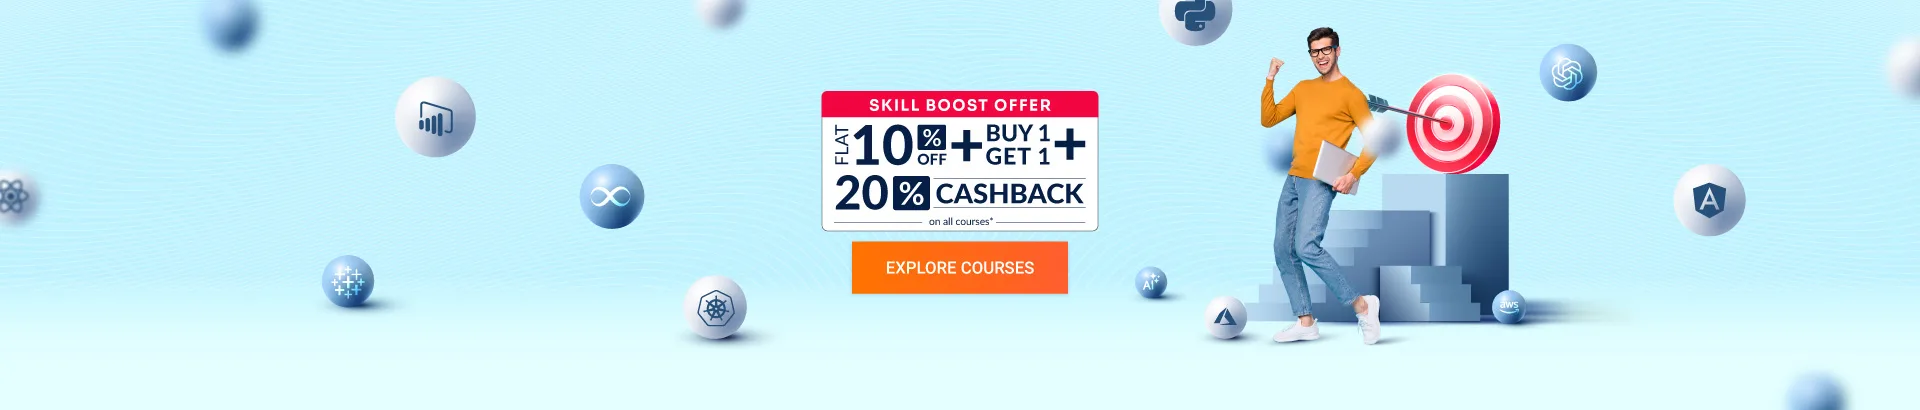 SKILL BOOST OFFER
FLAT 10% OFF + BUY 1 GET 1 +
20% CASHBACK
on all courses*
EXPLORE COURSES
A
AI
aws